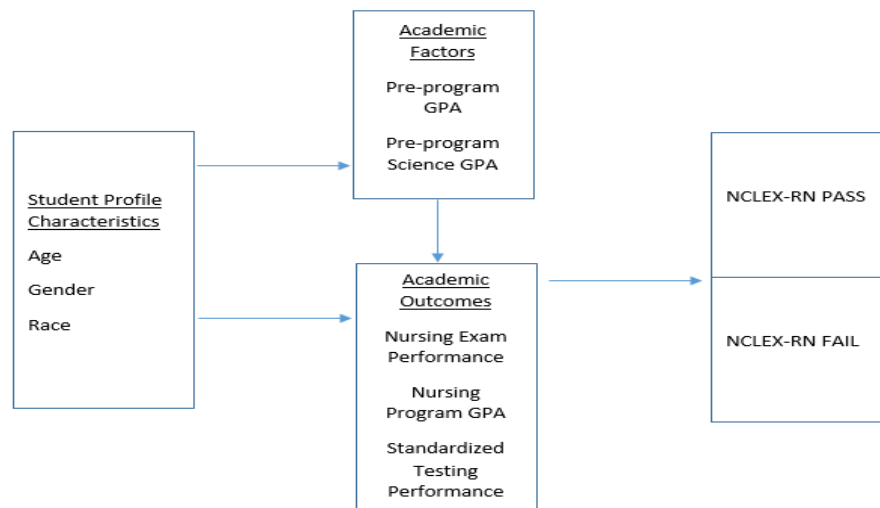 Student Profile
Characteristics
Age
Gender
Race
Academic
Factors
Pre-program
GPA
Pre-program
Science GPA
Academic
Outcomes
Nursing Exam
Performance
Nursing
Program GPA
Standardized
Testing
Performance
NCLEX-RN PASS
NCLEX-RN FAIL